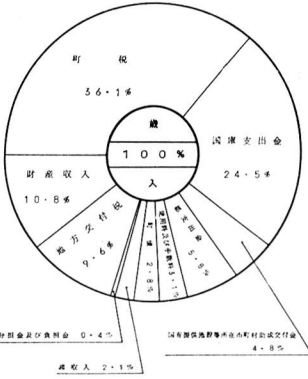 町税
36・1%
国庫支出金
24・5%
歳
100%
入
財産収入
10・8%
地方交付税
9・6%
町債
2・8%
使用料及び手数料
3・1%
都支出金
分担金及び負担金 0・4%
諸収入 2・1%
国有提供施設等所在市町村助成交付金
4・8%